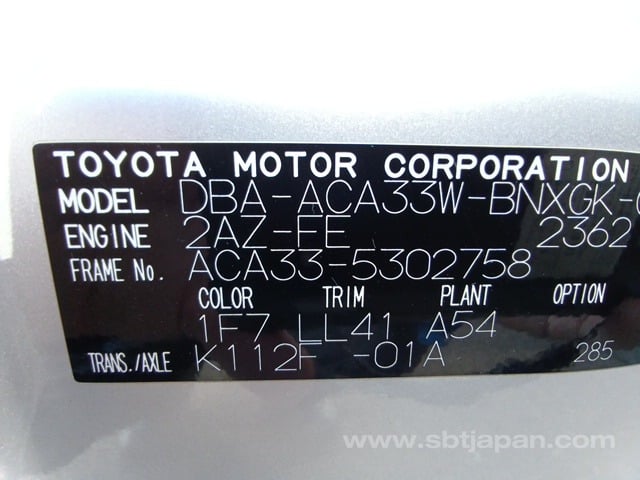 TOYOTA MOTOR CORPORATION
MODEL DBA-ACA33W-BNXGK-
ENGINE 2AZ-FE 2362
FRAME No. ACA33-5302758
COLOR TRIM PLANT OPTION
1F7 LL41 A54
TRANS./AXLE K112F -01A 285
www.sbtjapan.com